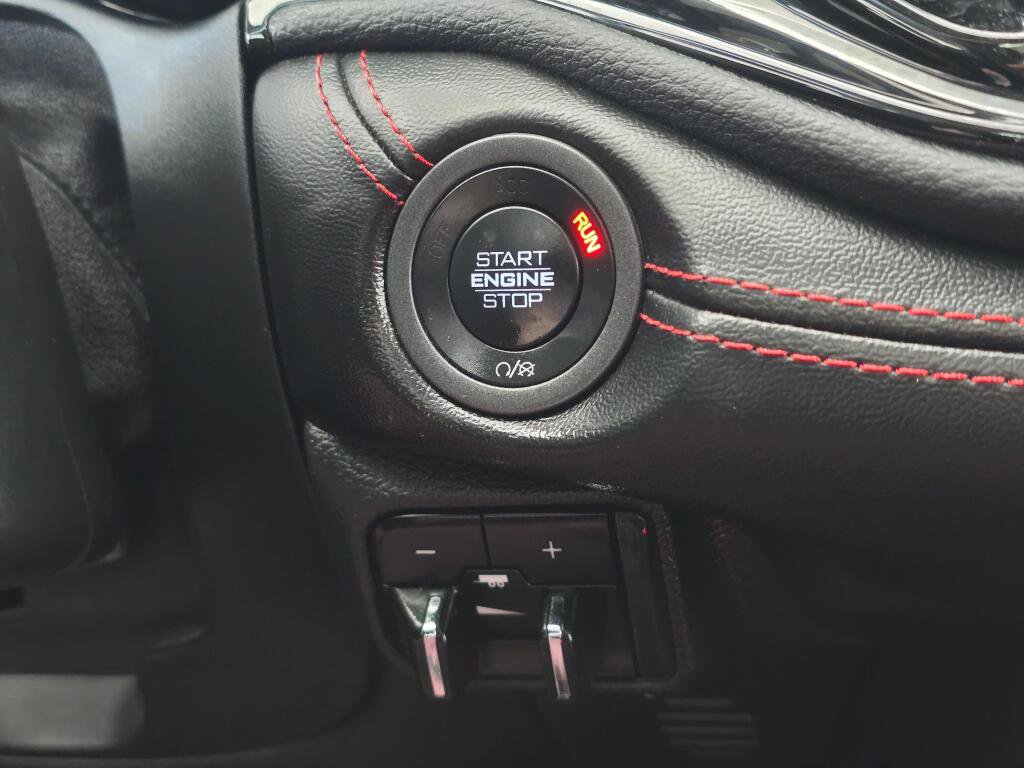 ACC
OFF
RUN
START
ENGINE
STOP
− +